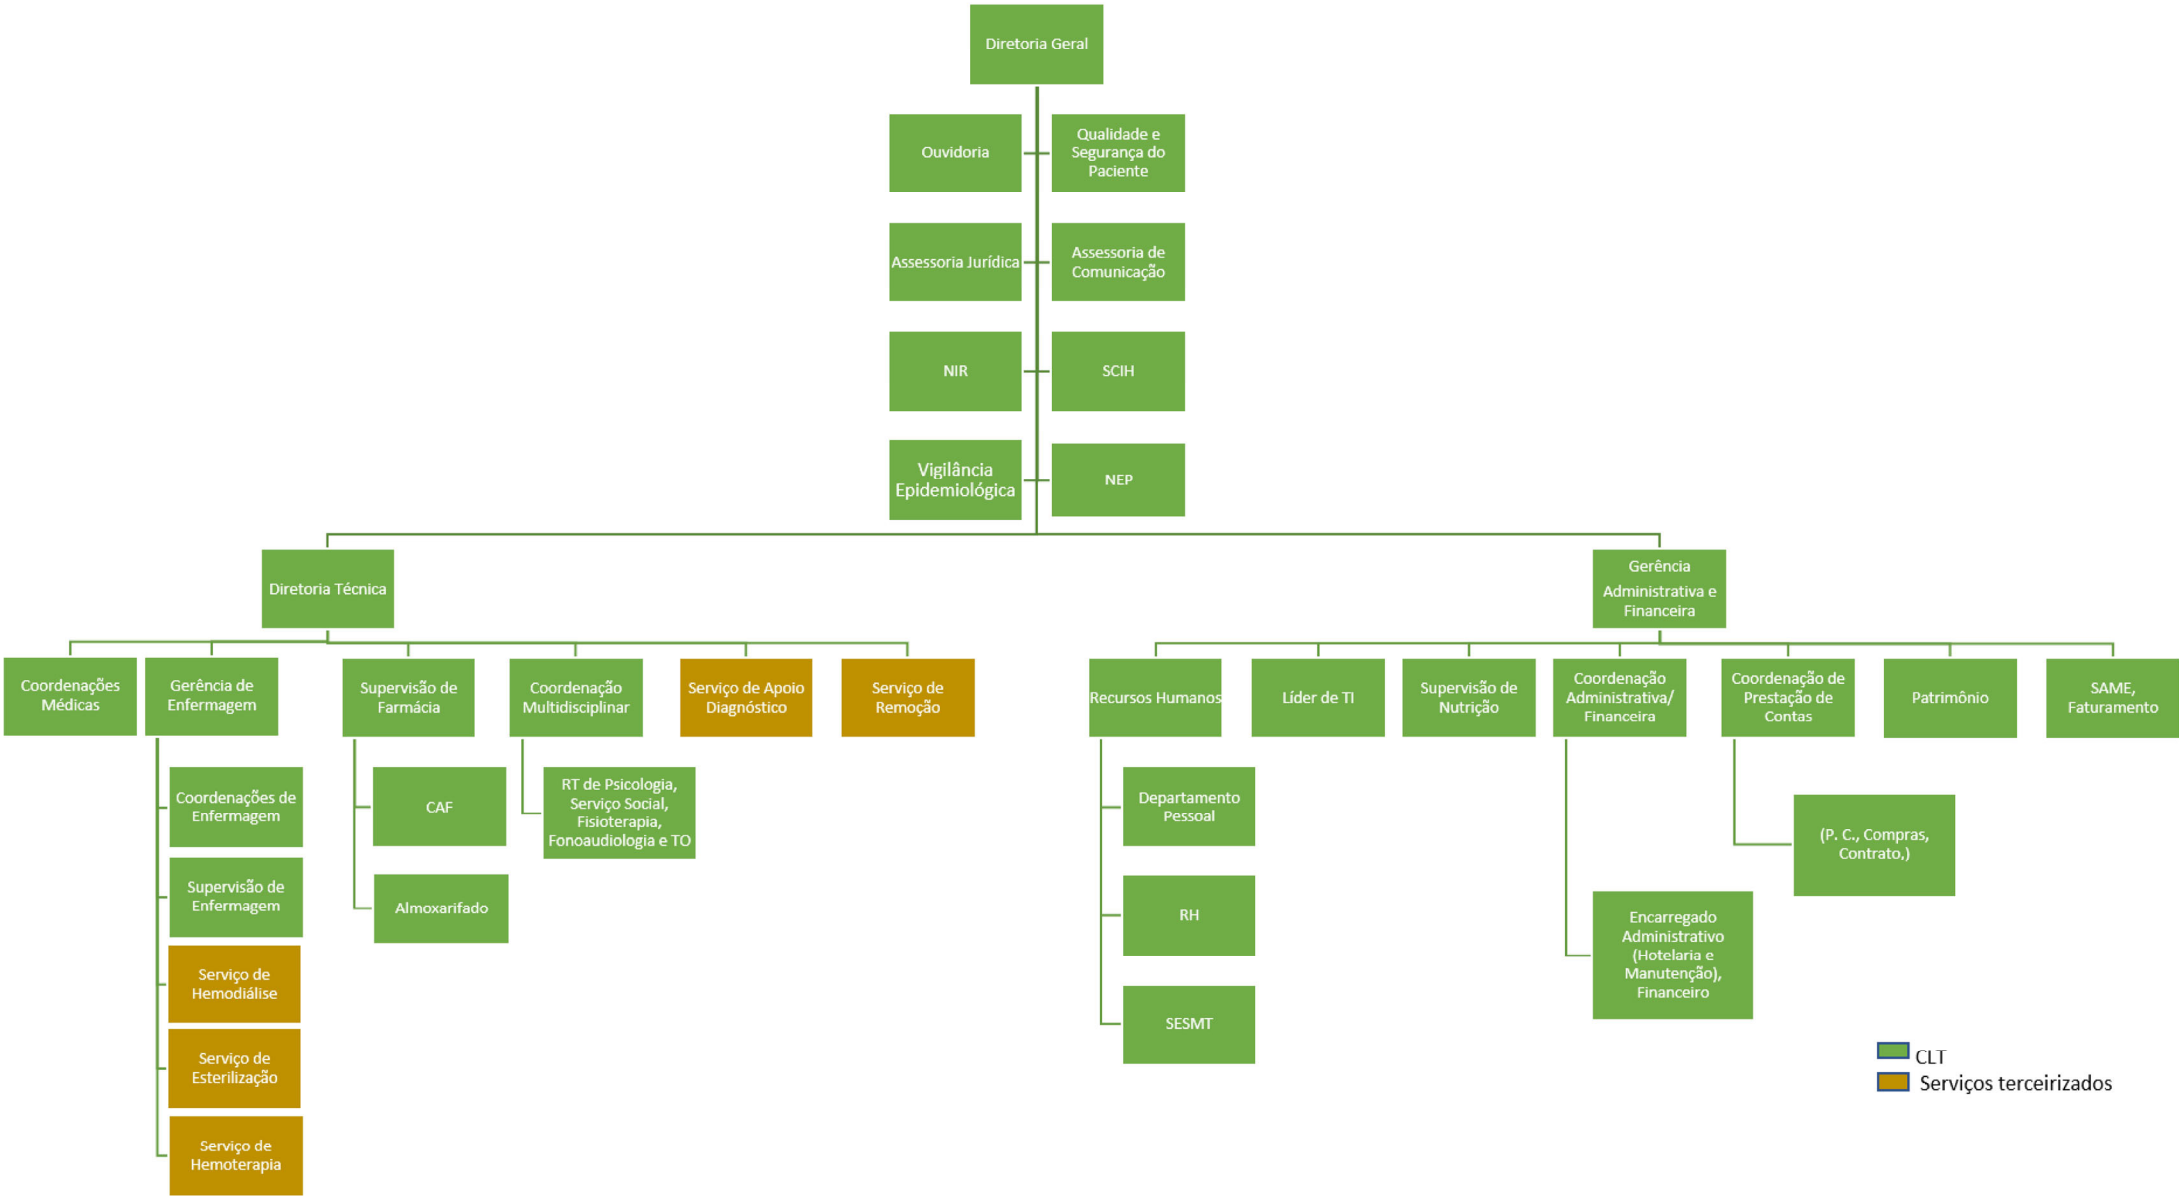 Diretoria Geral
Ouvidoria
Qualidade e
Segurança do
Paciente
Assessoria Jurídica
Assessoria de
Comunicação
NIR
SCIH
Vigilância
Epidemiológica
NEP
Diretoria Técnica
Gerência
Administrativa e
Financeira
Coordenações
Médicas
Gerência de
Enfermagem
Supervisão de
Farmácia
Coordenação
Multidisciplinar
Serviço de Apoio
Diagnóstico
Serviço de
Remoção
Recursos Humanos
Líder de TI
Supervisão de
Nutrição
Coordenação
Administrativa/
Financeira
Coordenação de
Prestação de
Contas
Patrimônio
SAME,
Faturamento
Coordenações de
Enfermagem
Supervisão de
Enfermagem
Serviço de
Hemodiálise
Serviço de
Esterilização
Serviço de
Hemoterapia
CAF
Almoxarifado
RT de Psicologia,
Serviço Social,
Fisioterapia,
Fonoaudiologia e TO
Departamento
Pessoal
RH
SESMT
Encarregado
Administrativo
(Hotelaria e
Manutenção),
Financeiro
(P. C., Compras,
Contrato,)
CLT
Serviços terceirizados